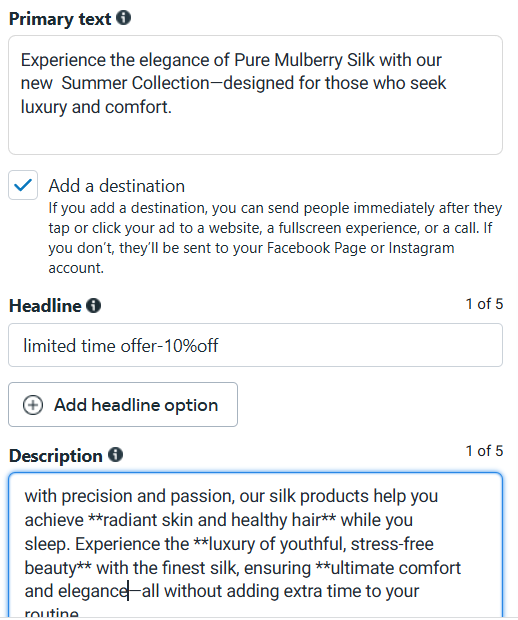 Primary text
Experience the elegance of Pure Mulberry Silk with our
new  Summer Collection—designed for those who seek
luxury and comfort.
Add a destination
If you add a destination, you can send people immediately after they
tap or click your ad to a website, a fullscreen experience, or a call. If
you don't, they'll be sent to your Facebook Page or Instagram
account.
Headline 1 of 5
limited time offer-10%off
Add headline option
Description 1 of 5
with precision and passion, our silk products help you
achieve **radiant skin and healthy hair** while you
sleep. Experience the **luxury of youthful, stress-free
beauty** with the finest silk, ensuring **ultimate comfort
and elegance—all without adding extra time to your
routine